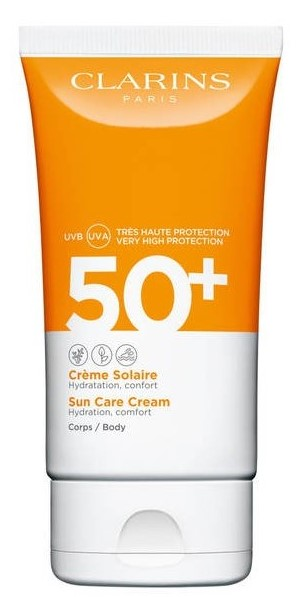 CLARINS
PARIS
UVB UVA
TRÈS HAUTE PROTECTION
VERY HIGH PROTECTION
50+
Crème Solaire
Hydratation, confort
Sun Care Cream
Hydration, comfort
Corps / Body